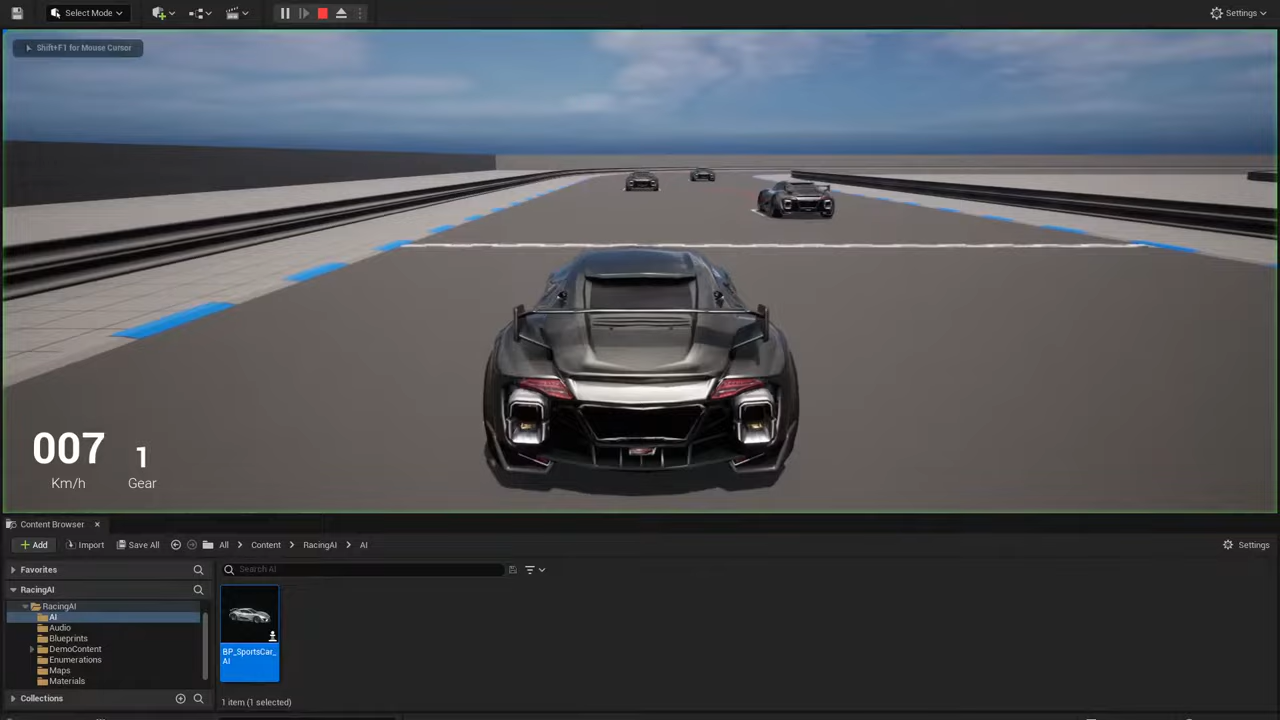 Select Mode
Settings
Shift+F1 for Mouse Cursor
007
1
Km/h
Gear
Content Browser
Add
Import
Save All
All
Content
RacingAI
AI
Settings
Favorites
Search AI
RacingAI
RacingAI
AI
Audio
Blueprints
DemoContent
Enumerations
Maps
Materials
BP_SportsCar_
AI
Collections
1 item (1 selected)